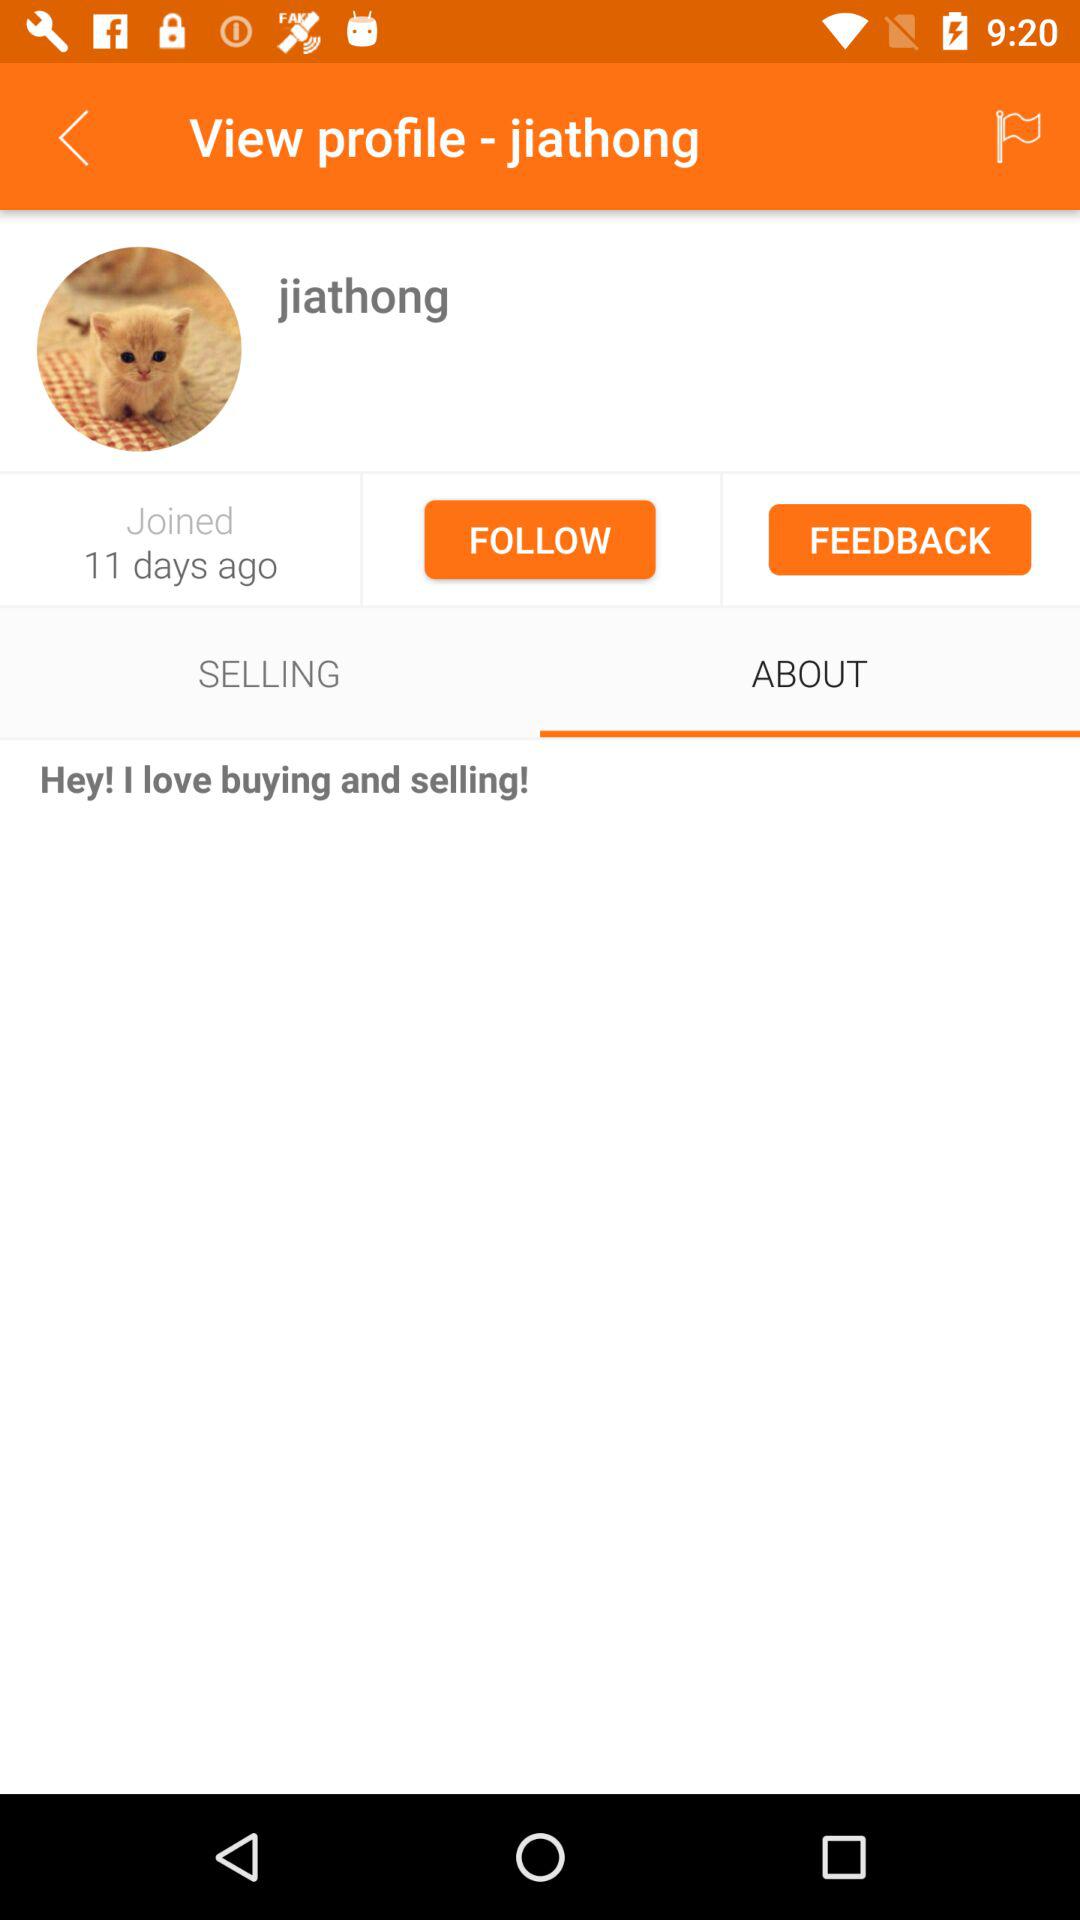 FAKE
9:20
View profile - jiathong
jiathong
Joined
11 days ago
FOLLOW
FEEDBACK
SELLING
ABOUT
Hey! I love buying and selling!